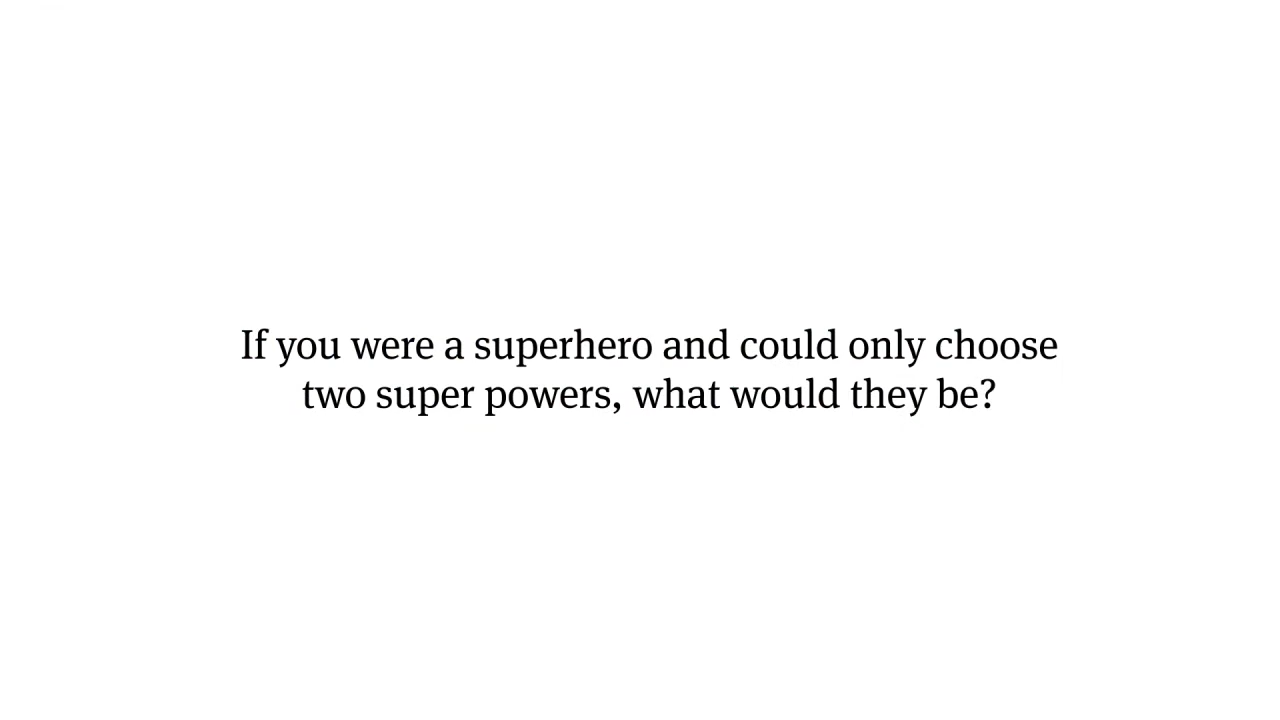 If you were a superhero and could only choose
two super powers, what would they be?